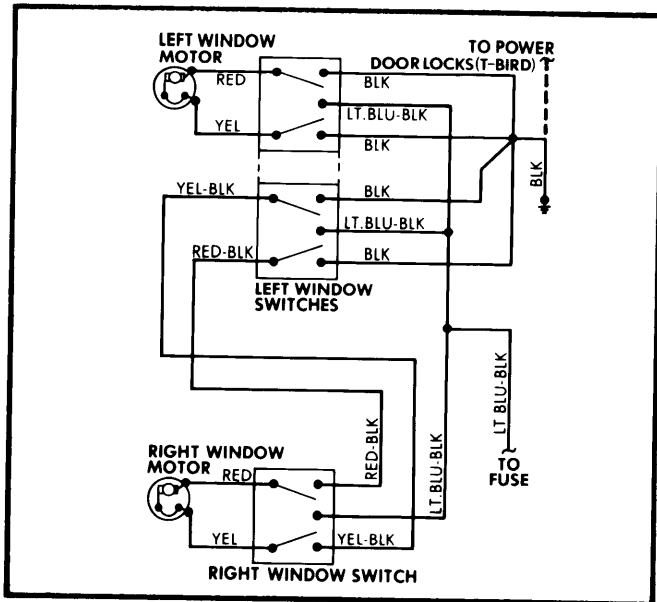 LEFT WINDOW
MOTOR
TO POWER
DOOR LOCKS (T-BIRD)
RED
BLK
LT.BLU-BLK
YEL
BLK
BLK
YEL-BLK
BLK
LT.BLU-BLK
RED-BLK
BLK
LEFT WINDOW
SWITCHES
LT BLU-BLK
RED-BLK
LT.BLU-BLK
TO
FUSE
RIGHT WINDOW
MOTOR
RED
YEL
YEL-BLK
RIGHT WINDOW SWITCH